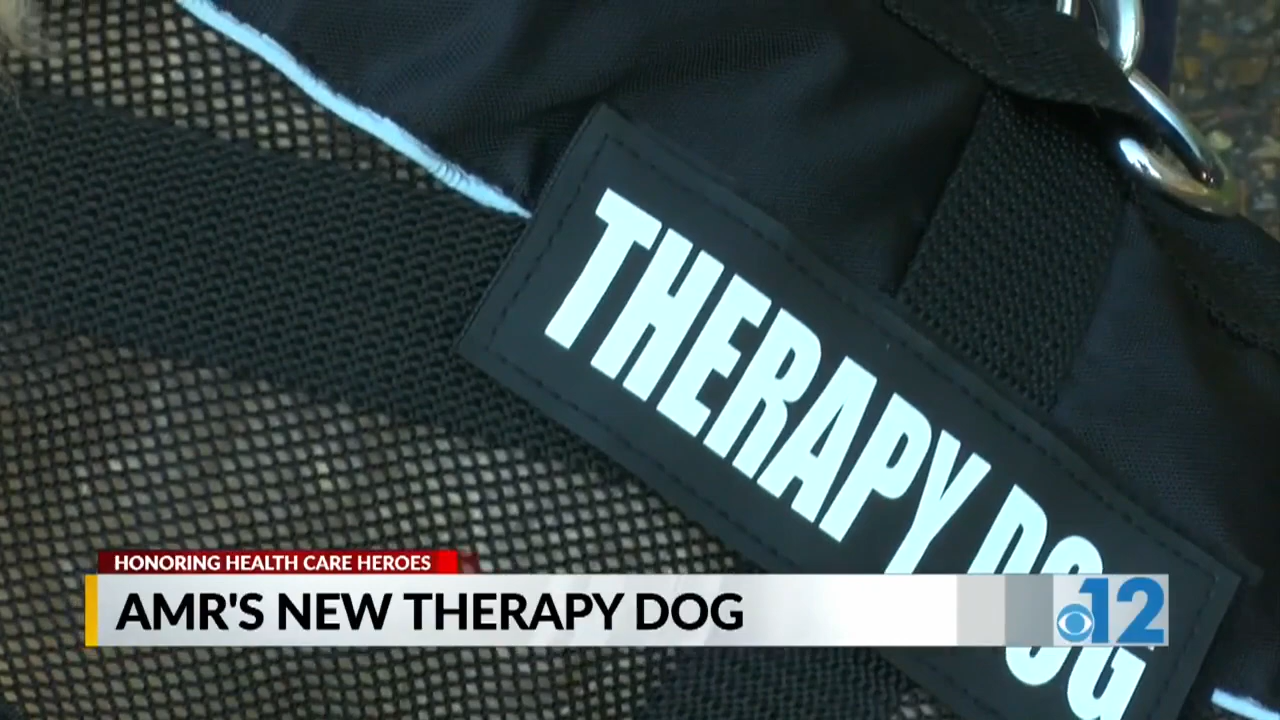 THERAPY DOG
HONORING HEALTH CARE HEROES
AMR'S NEW THERAPY DOG
12